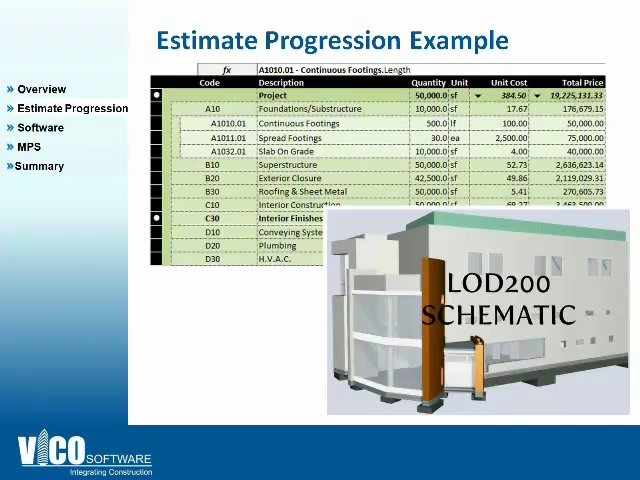 Estimate Progression Example
» Overview
» Estimate Progression
» Software
» MPS
» Summary
fx A1010.01 - Continuous Footings.Length
Code Description Quantity Unit Unit Cost Total Price
Project 50,000.0 sf 384.50 19,225,131.33
A10 Foundations/Substructure 10,000.0 sf 17.67 176,679.15
A1010.01 Continuous Footings 500.0 lf 100.00 50,000.00
A1011.01 Spread Footings 30.0 ea 2,500.00 75,000.00
A1032.01 Slab On Grade 10,000.0 sf 4.00 40,000.00
B10 Superstructure 50,000.0 sf 52.73 2,636,623.14
B20 Exterior Closure 42,500.0 sf 49.86 2,119,029.31
B30 Roofing & Sheet Metal 50,000.0 sf 5.41 270,605.73
C10 Interior Construction 50,000.0 sf 69.27 3,463,500.00
C30 Interior Finishes
D10 Conveying Syste
D20 Plumbing
D30 H.V.A.C.
LOD200
SCHEMATIC
VICO SOFTWARE
Integrating Construction